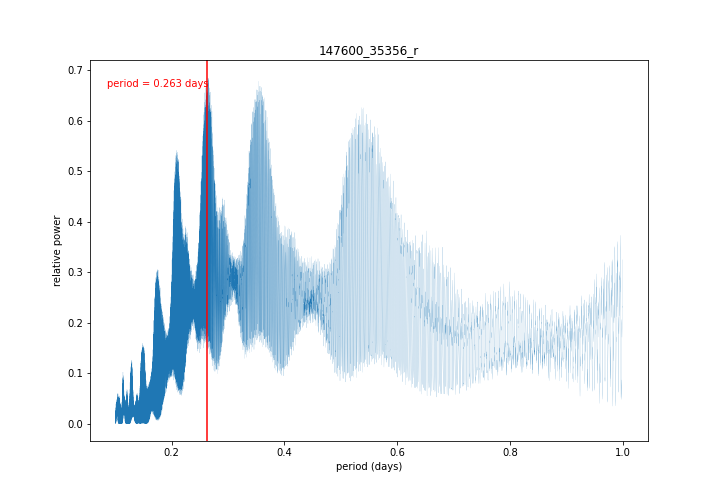 147600_35356_r
period = 0.263 days
relative power
0.7
0.6
0.5
0.4
0.3
0.2
0.1
0.0
0.2 0.4 0.6 0.8 1.0
period (days)